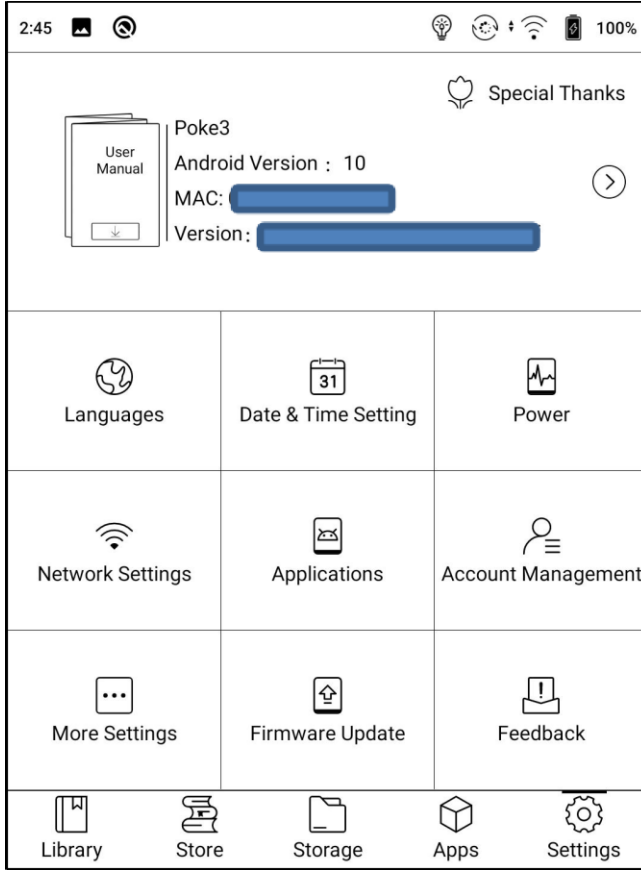 2:45 100%
Special Thanks
User
Manual
Poke3
Android Version : 10
MAC:
Version:
31
Languages Date & Time Setting Power
Network Settings Applications Account Management
More Settings Firmware Update Feedback
Library Store Storage Apps Settings